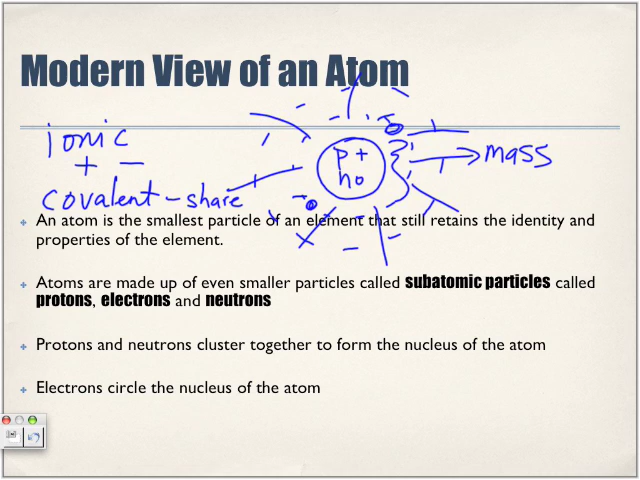 Modern View of an Atom
ionic
+ −
covalent - share
p +
n o
mass
An atom is the smallest particle of an element that still retains the identity and
properties of the element.
Atoms are made up of even smaller particles called subatomic particles called
protons, electrons and neutrons
Protons and neutrons cluster together to form the nucleus of the atom
Electrons circle the nucleus of the atom